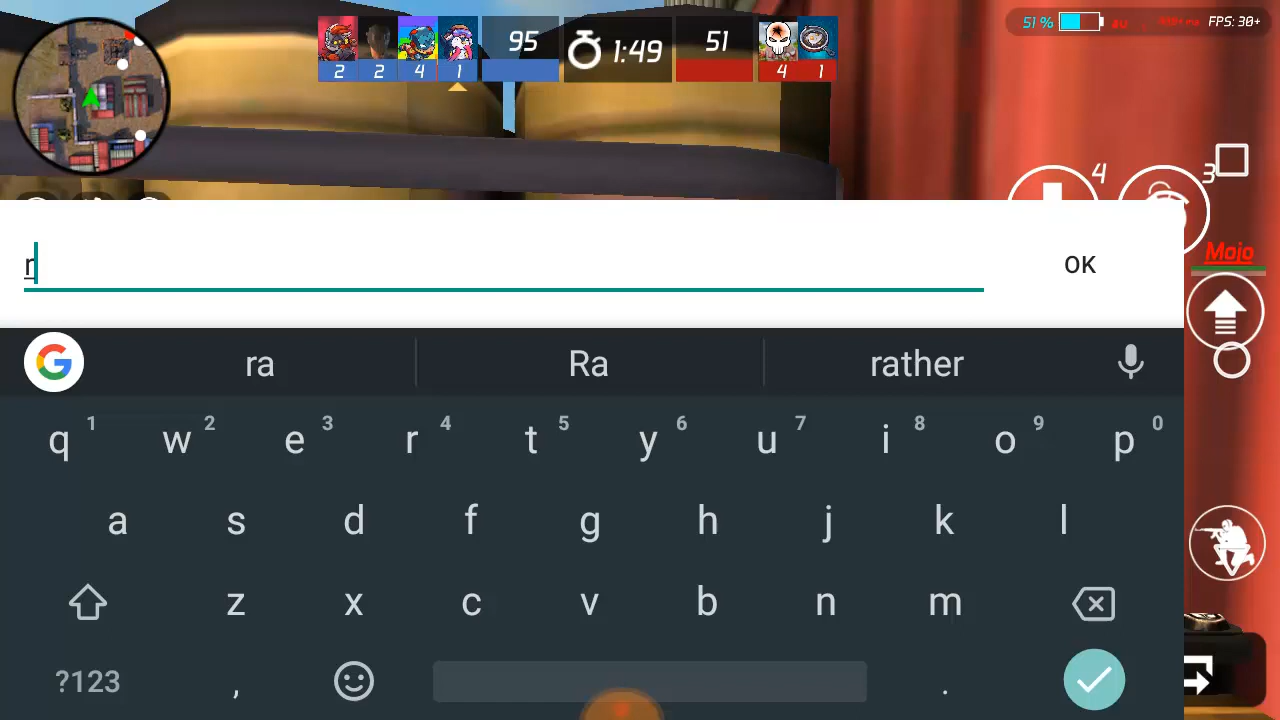 95 1:49 51
2 2 4 1 4 1
51 % FPS: 30+
4 3
Mojo
r OK
ra Ra rather
q 1 w 2 e 3 r 4 t 5 y 6 u 7 i 8 o 9 p 0
a s d f g h j k l
z x c v b n m
?123 , .